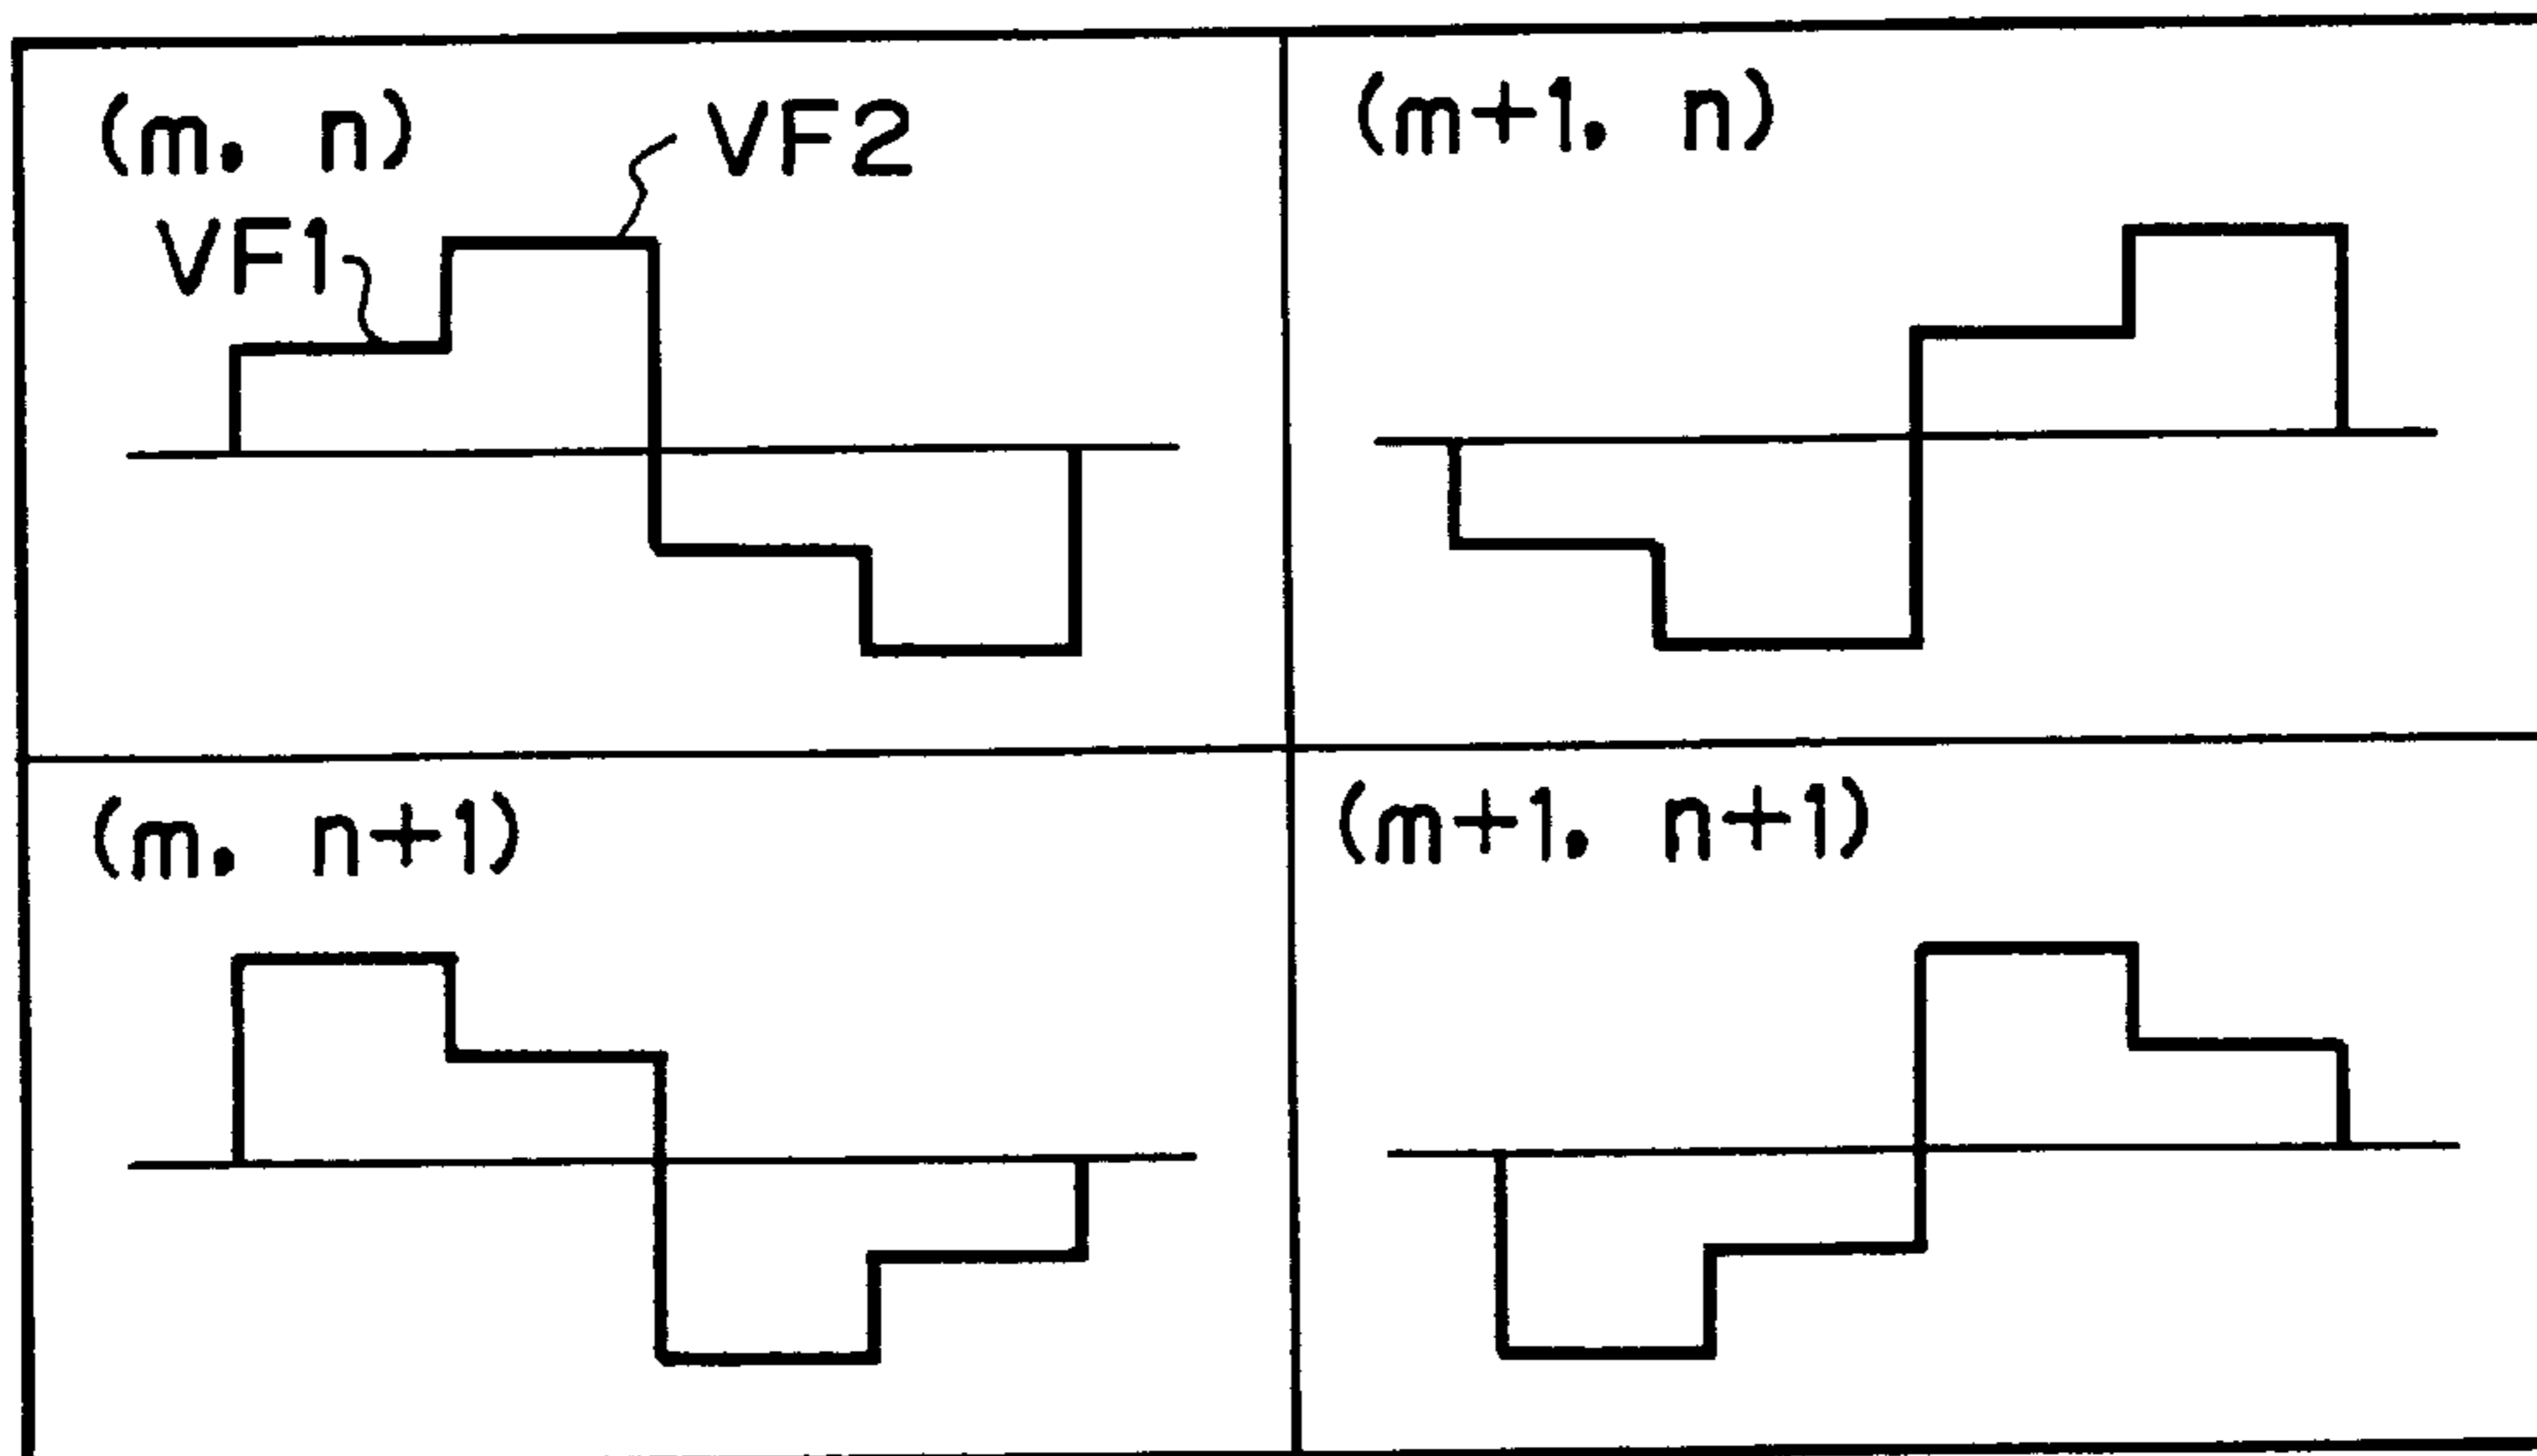 (m, n)
VF2
VF1
(m+1, n)
(m, n+1)
(m+1, n+1)